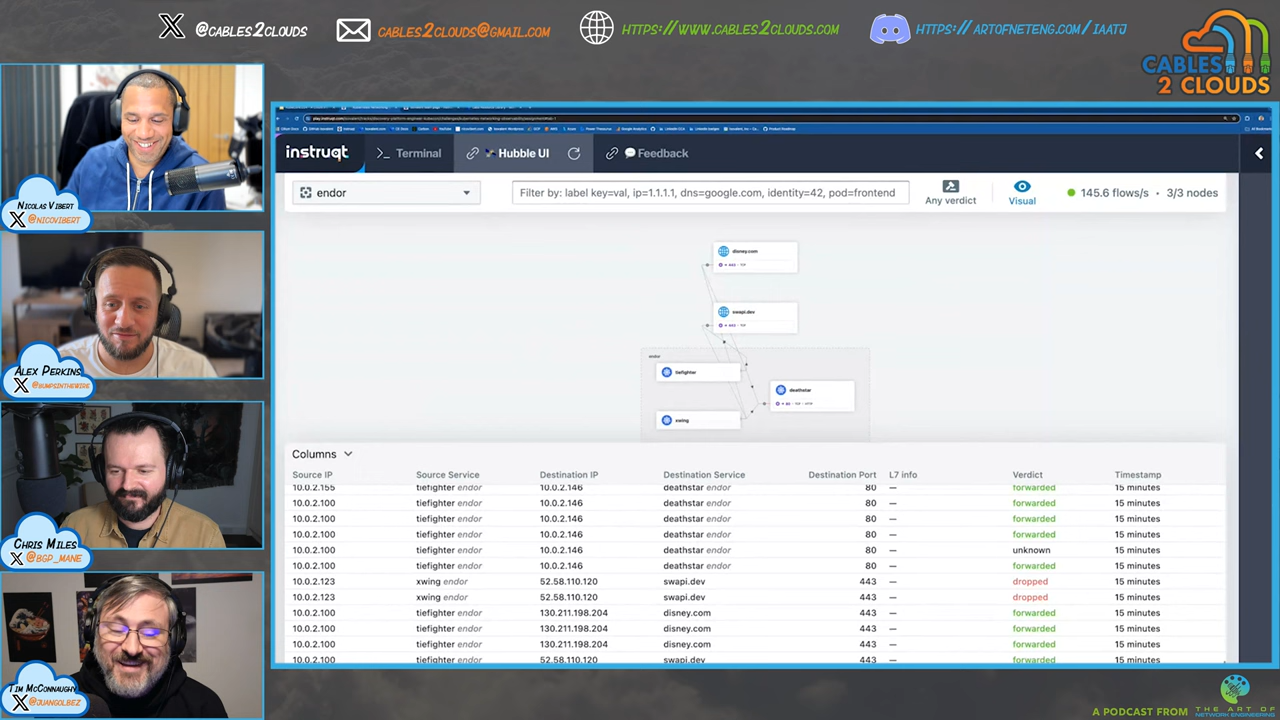 @CABLES2CLOUDS
CABLES2CLOUDS@GMAIL.COM
HTTPS://WWW.CABLES2CLOUDS.COM
HTTPS://ARTOFNETENG.COM/IAATJ
CABLES
2 CLOUDS
NICOLAS VIBERT
@NICOVIBERT
ALEX PERKINS
@BUMPSINTHEWIRE
CHRIS MILES
@BGP_MANE
TIM MCCONNAUGHY
@JUANGOLBEZ
instruqt
Terminal
Hubble UI
Feedback
endor
Filter by: label key=val, ip=1.1.1.1, dns=google.com, identity=42, pod=frontend
Any verdict
Visual
145.6 flows/s • 3/3 nodes
disney.com
443 • TCP
swapi.dev
443 • TCP
endor
tiefighter
deathstar
80 • TCP • HTTP
xwing
Columns
Source IP Source Service Destination IP Destination Service Destination Port L7 info Verdict Timestamp
10.0.2.155 tiefighter endor 10.0.2.146 deathstar endor 80 — forwarded 15 minutes
10.0.2.100 tiefighter endor 10.0.2.146 deathstar endor 80 — forwarded 15 minutes
10.0.2.100 tiefighter endor 10.0.2.146 deathstar endor 80 — forwarded 15 minutes
10.0.2.100 tiefighter endor 10.0.2.146 deathstar endor 80 — forwarded 15 minutes
10.0.2.100 tiefighter endor 10.0.2.146 deathstar endor 80 — unknown 15 minutes
10.0.2.100 tiefighter endor 10.0.2.146 deathstar endor 80 — forwarded 15 minutes
10.0.2.123 xwing endor 52.58.110.120 swapi.dev 443 — dropped 15 minutes
10.0.2.123 xwing endor 52.58.110.120 swapi.dev 443 — dropped 15 minutes
10.0.2.100 tiefighter endor 130.211.198.204 disney.com 443 — forwarded 15 minutes
10.0.2.100 tiefighter endor 130.211.198.204 disney.com 443 — forwarded 15 minutes
10.0.2.100 tiefighter endor 130.211.198.204 disney.com 443 — forwarded 15 minutes
10.0.2.100 tiefighter endor 52.58.110.120 swapi.dev 443 — forwarded 15 minutes
A PODCAST FROM
THE ART OF
NETWORK ENGINEERING